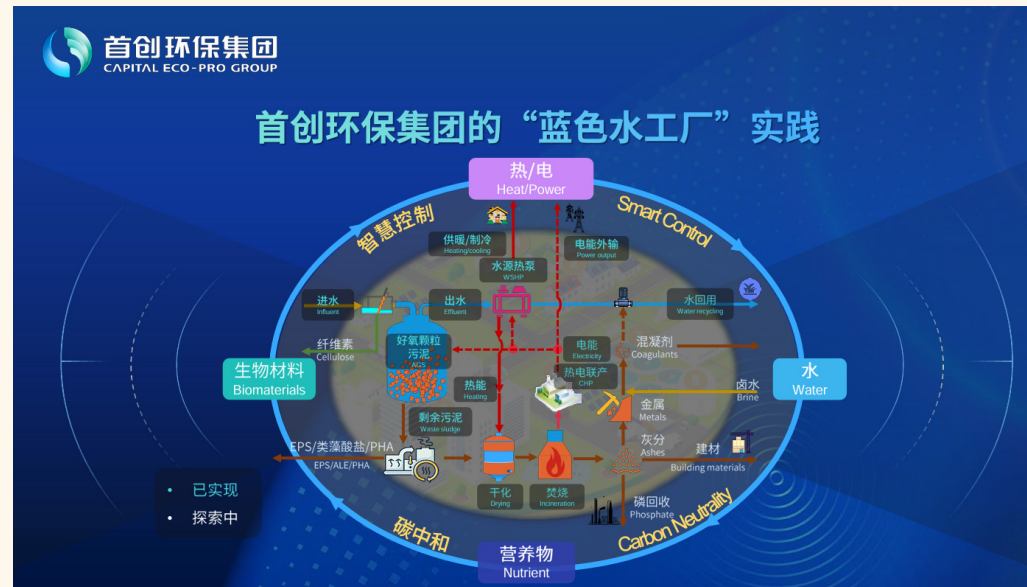 首创环保集团
CAPITAL ECO-PRO GROUP
首创环保集团的“蓝色水工厂”实践
热/电
Heat/Power
智慧控制
Smart Control
供暖/制冷
Heating/cooling
电能外输
Power output
水源热泵
WSHP
进水
Influent
出水
Effluent
水回用
Water recycling
纤维素
Cellulose
好氧颗粒
污泥
AGS
电能
Electricity
混凝剂
Coagulants
生物材料
Biomaterials
热能
Heating
热电联产
CHP
水
Water
卤水
Brine
金属
Metals
剩余污泥
Waste sludge
EPS/类藻酸盐/PHA
EPS/ALE/PHA
灰分
Ashes
建材
Building materials
干化
Drying
焚烧
Incineration
磷回收
Phosphate
• 已实现
• 探索中
碳中和
Carbon Neutrality
营养物
Nutrient